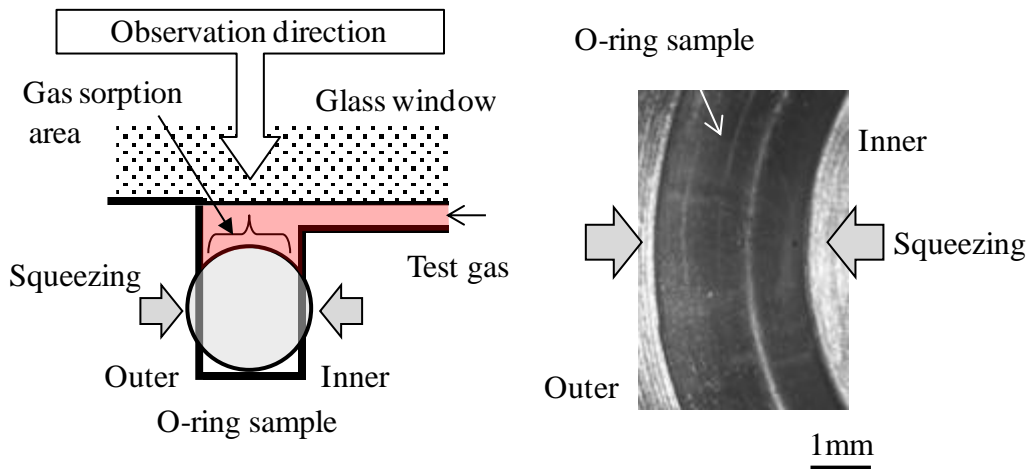 Observation direction
Gas sorption
area
Glass window
Squeezing
Test gas
Outer
Inner
O-ring sample
O-ring sample
Inner
Squeezing
Outer
1mm